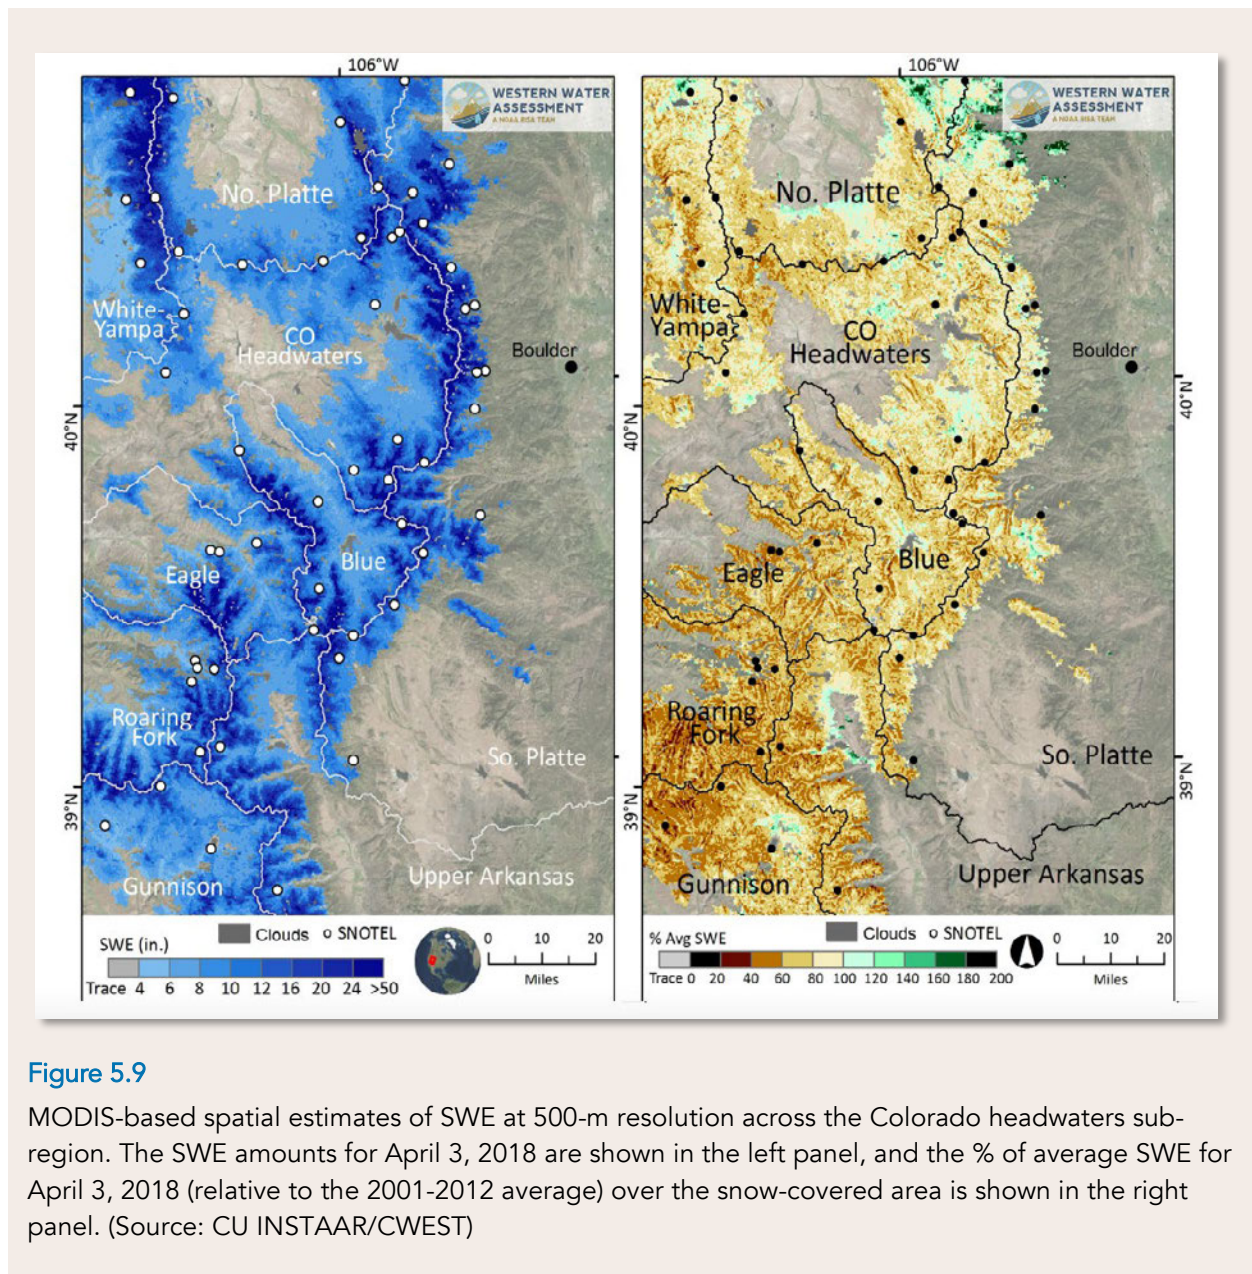 106°W
WESTERN WATER
ASSESSMENT
A NOAA RISA TEAM
No. Platte
White-
Yampa
CO
Headwaters
Boulder
40°N
Blue
Eagle
Roaring
Fork
So. Platte
39°N
Upper Arkansas
Gunnison
SWE (in.)
Clouds
SNOTEL
Trace 4 6 8 10 12 16 20 24 >50
0 10 20
Miles
106°W
WESTERN WATER
ASSESSMENT
A NOAA RISA TEAM
No. Platte
White-
Yampa
CO
Headwaters
Boulder
40°N
40°N
Blue
Eagle
Roaring
Fork
So. Platte
39°N
39°N
Upper Arkansas
Gunnison
% Avg SWE
Clouds
SNOTEL
Trace 0 20 40 60 80 100 120 140 160 180 200
0 10 20
Miles
Figure 5.9
MODIS-based spatial estimates of SWE at 500-m resolution across the Colorado headwaters sub-
region. The SWE amounts for April 3, 2018 are shown in the left panel, and the % of average SWE for
April 3, 2018 (relative to the 2001-2012 average) over the snow-covered area is shown in the right
panel. (Source: CU INSTAAR/CWEST)